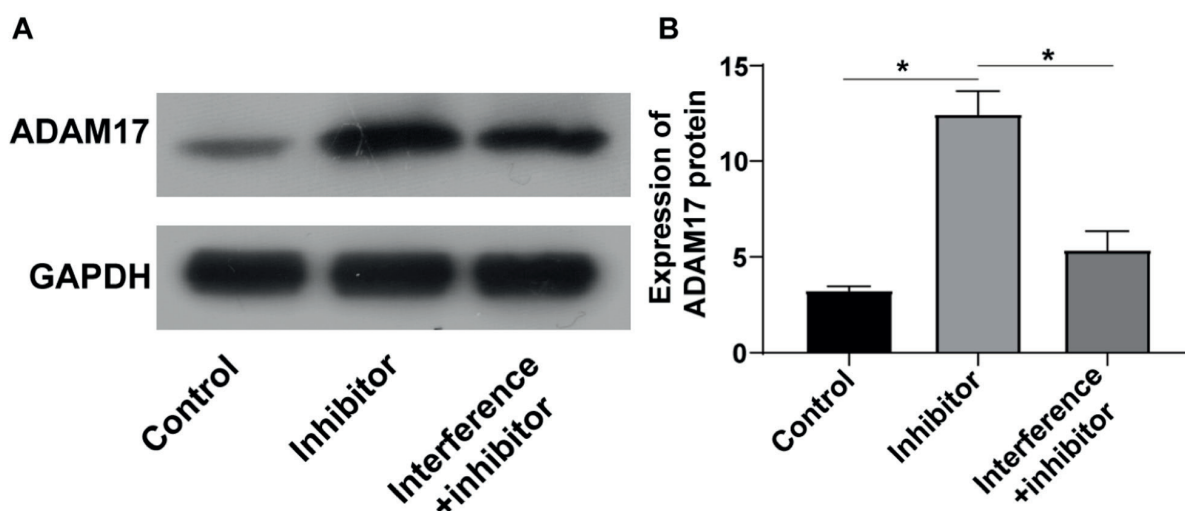 A
ADAM17
GAPDH
Control
Inhibitor
Interference
+inhibitor
B
Expression of
ADAM17 protein
15
10
5
0
*
*
Control
Inhibitor
Interference
+inhibitor